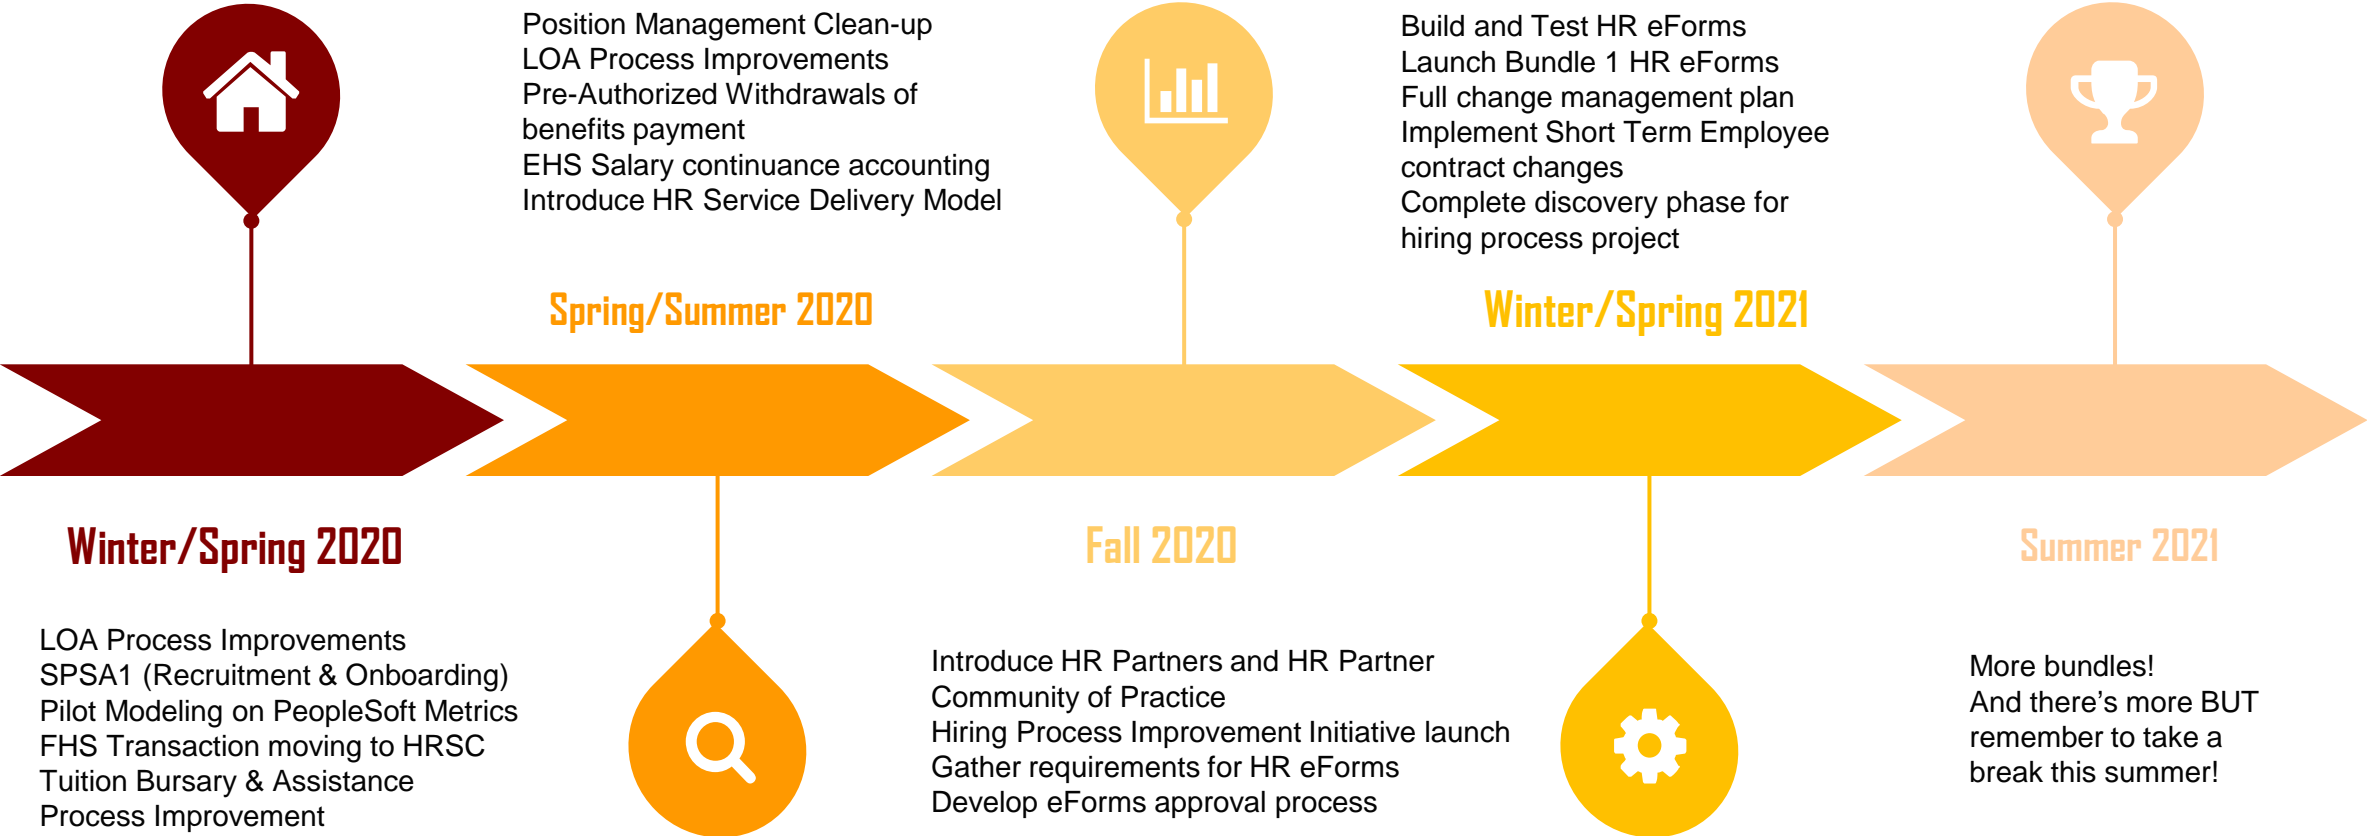 Position Management Clean-up
LOA Process Improvements
Pre-Authorized Withdrawals of
benefits payment
EHS Salary continuance accounting
Introduce HR Service Delivery Model
Build and Test HR eForms
Launch Bundle 1 HR eForms
Full change management plan
Implement Short Term Employee
contract changes
Complete discovery phase for
hiring process project
Spring/Summer 2020
Winter/Spring 2021
Winter/Spring 2020
Fall 2020
Summer 2021
LOA Process Improvements
SPSA1 (Recruitment & Onboarding)
Pilot Modeling on PeopleSoft Metrics
FHS Transaction moving to HRSC
Tuition Bursary & Assistance
Process Improvement
Introduce HR Partners and HR Partner
Community of Practice
Hiring Process Improvement Initiative launch
Gather requirements for HR eForms
Develop eForms approval process
More bundles!
And there’s more BUT
remember to take a
break this summer!